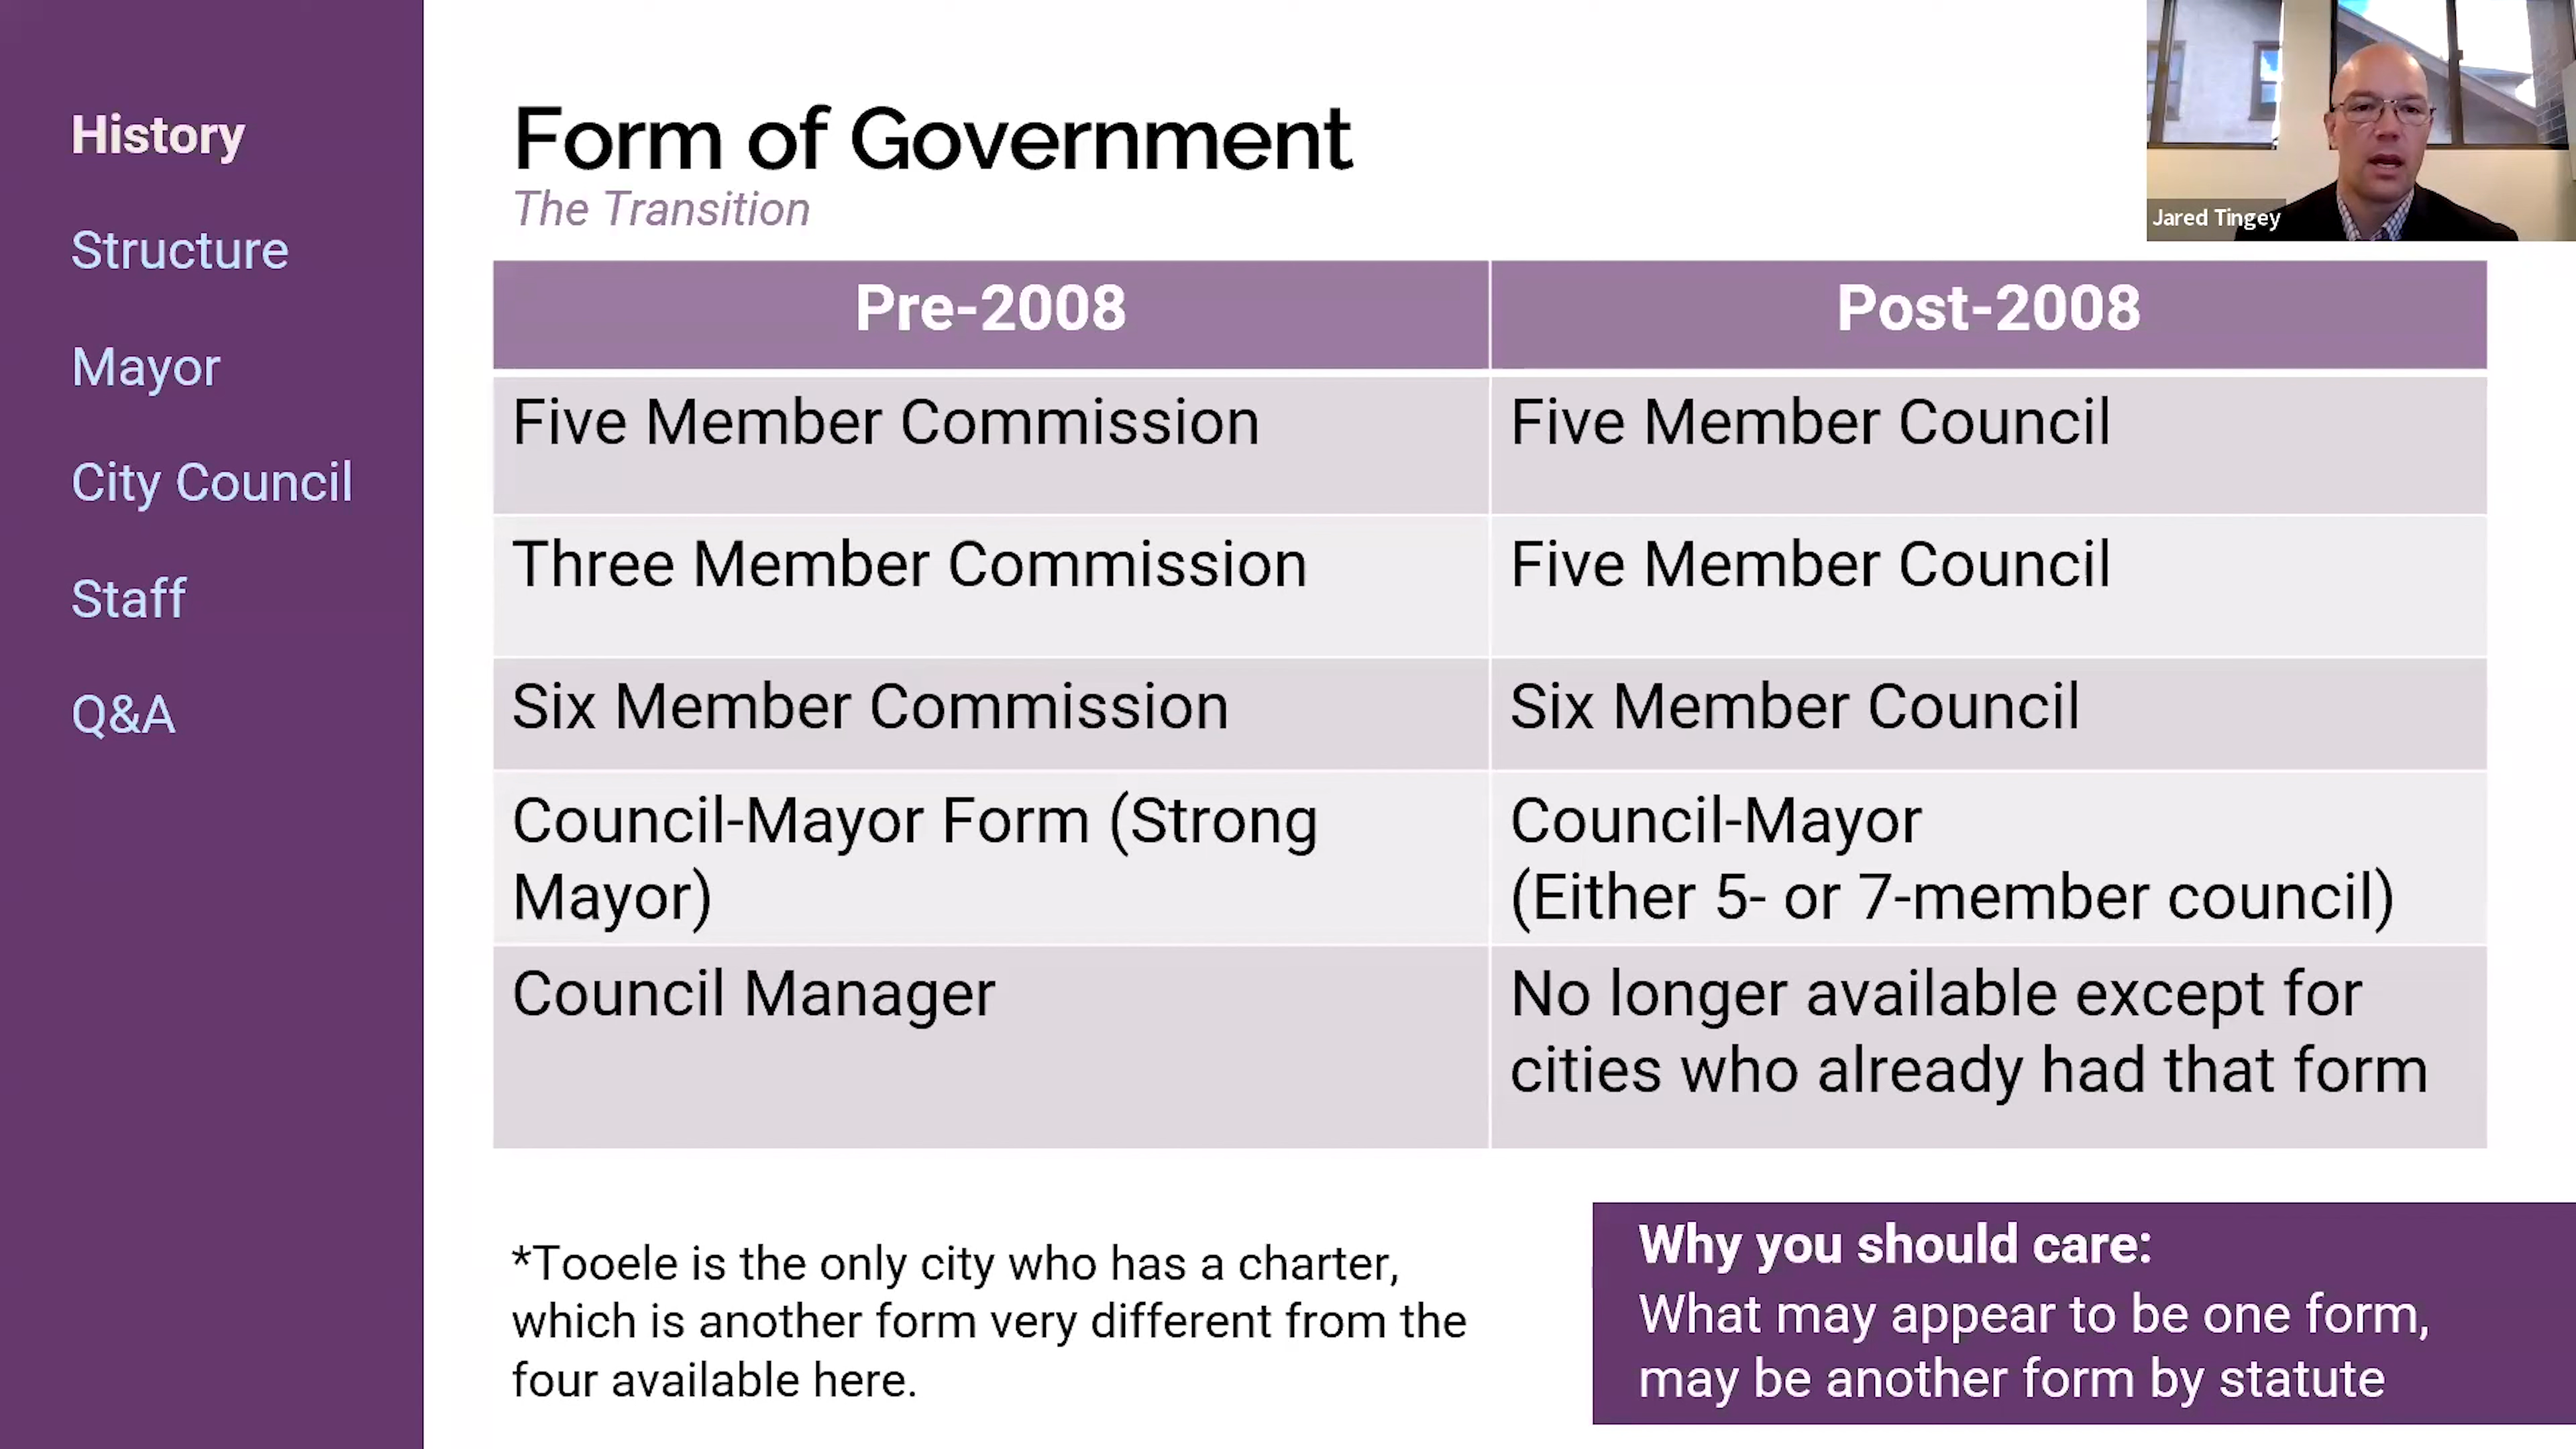 History
Structure
Mayor
City Council
Staff
Q&A
Form of Government
The Transition
Jared Tingey
Pre-2008
Post-2008
Five Member Commission
Five Member Council
Three Member Commission
Five Member Council
Six Member Commission
Six Member Council
Council-Mayor Form (Strong
Mayor)
Council-Mayor
(Either 5- or 7-member council)
Council Manager
No longer available except for
cities who already had that form
*Tooele is the only city who has a charter,
which is another form very different from the
four available here.
Why you should care:
What may appear to be one form,
may be another form by statute